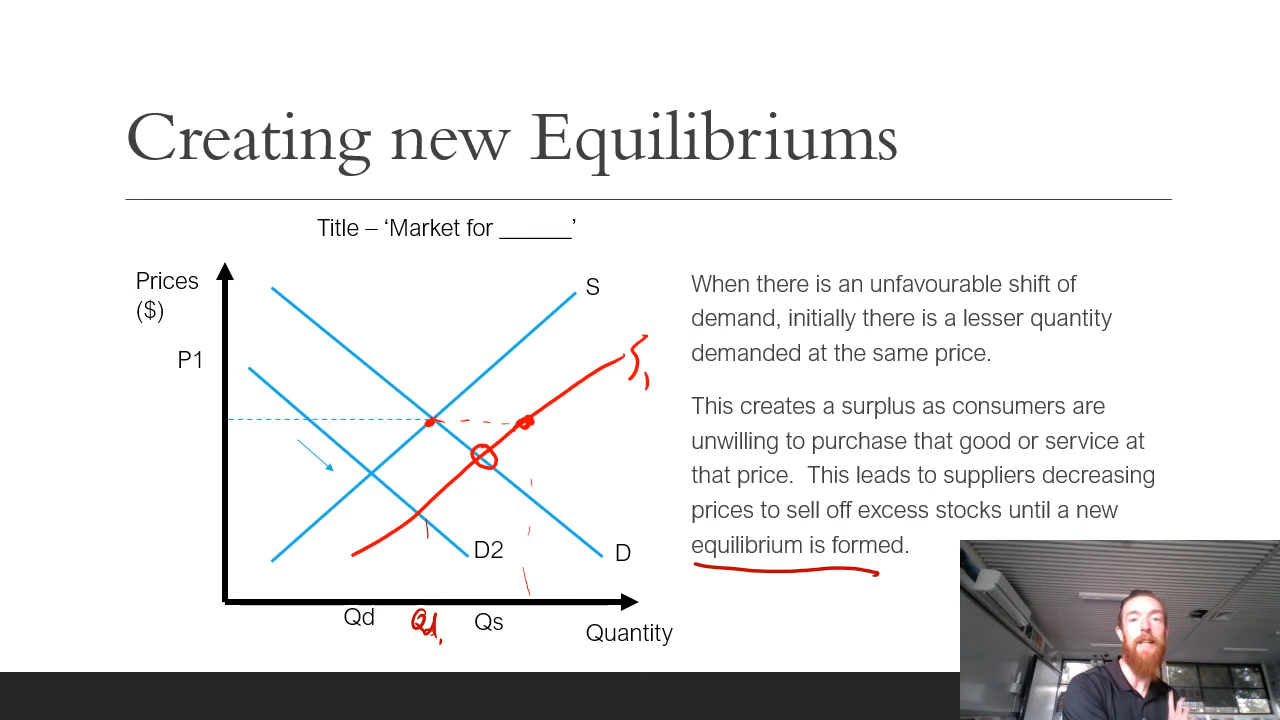 Creating new Equilibriums
Title – ‘Market for ______’
Prices
($)
P1
S
S1
D2
D
Qd
Qd1
Qs
Quantity
When there is an unfavourable shift of
demand, initially there is a lesser quantity
demanded at the same price.
This creates a surplus as consumers are
unwilling to purchase that good or service at
that price.  This leads to suppliers decreasing
prices to sell off excess stocks until a new
equilibrium is formed.